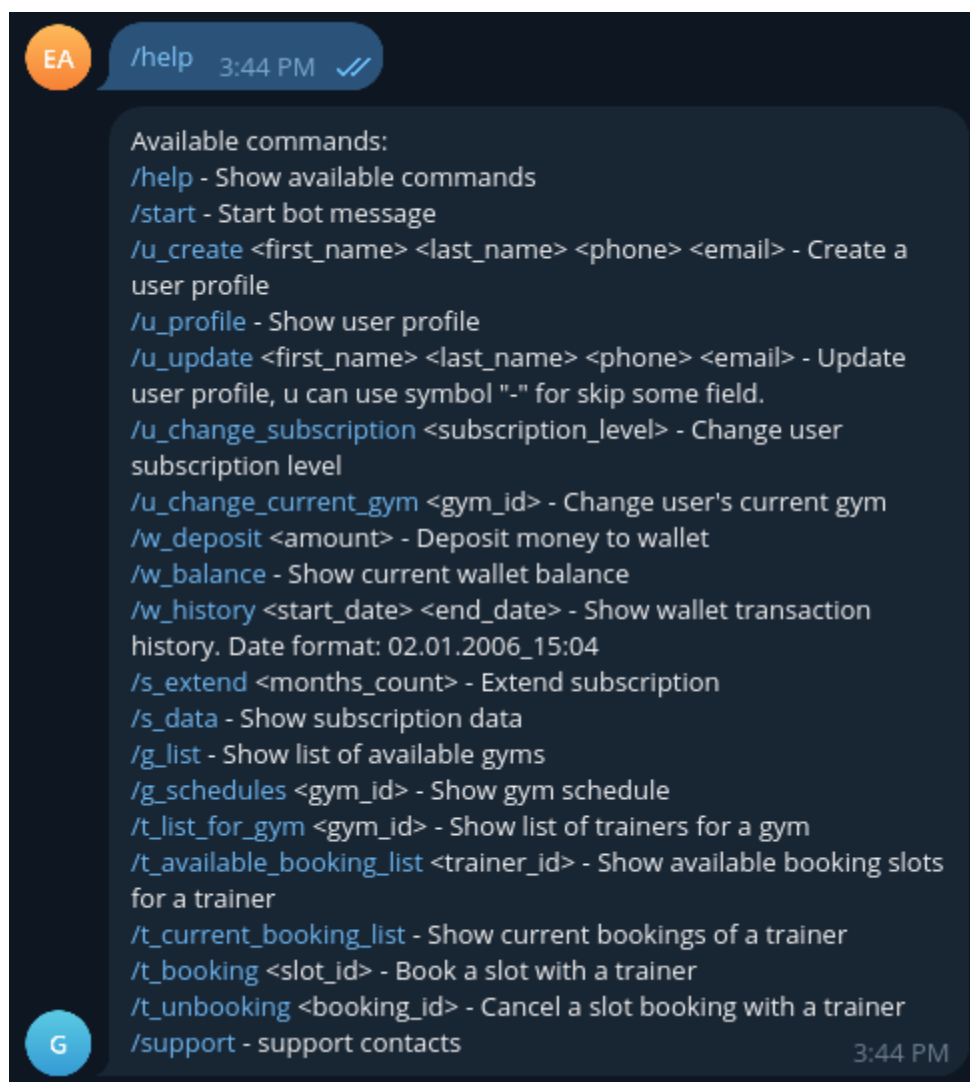 EA
/help 3:44 PM
Available commands:
/help - Show available commands
/start - Start bot message
/u_create <first_name> <last_name> <phone> <email> - Create a
user profile
/u_profile - Show user profile
/u_update <first_name> <last_name> <phone> <email> - Update
user profile, u can use symbol "-" for skip some field.
/u_change_subscription <subscription_level> - Change user
subscription level
/u_change_current_gym <gym_id> - Change user's current gym
/w_deposit <amount> - Deposit money to wallet
/w_balance - Show current wallet balance
/w_history <start_date> <end_date> - Show wallet transaction
history. Date format: 02.01.2006_15:04
/s_extend <months_count> - Extend subscription
/s_data - Show subscription data
/g_list - Show list of available gyms
/g_schedules <gym_id> - Show gym schedule
/t_list_for_gym <gym_id> - Show list of trainers for a gym
/t_available_booking_list <trainer_id> - Show available booking slots
for a trainer
/t_current_booking_list - Show current bookings of a trainer
/t_booking <slot_id> - Book a slot with a trainer
/t_unbooking <booking_id> - Cancel a slot booking with a trainer
/support - support contacts
G
3:44 PM